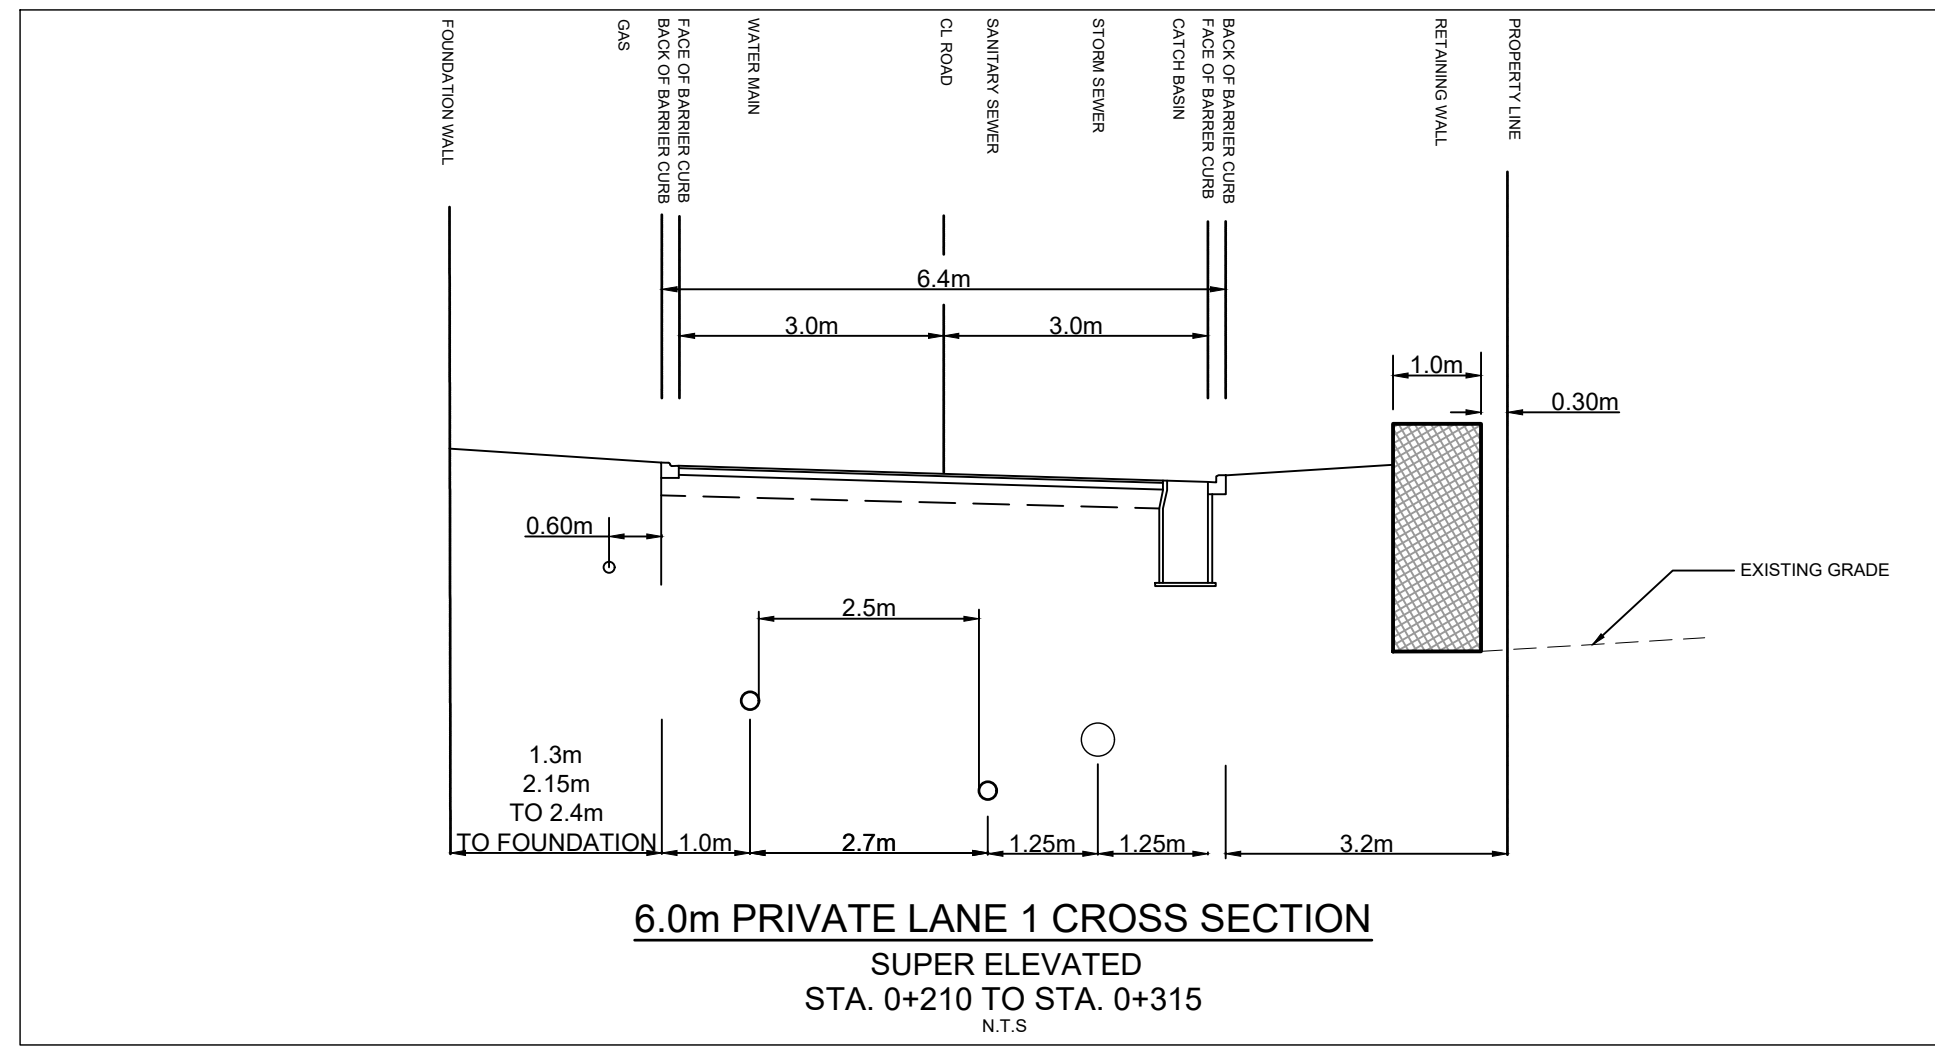 FOUNDATION WALL
GAS
BACK OF BARRIER CURB
FACE OF BARRIER CURB
WATER MAIN
CL ROAD
SANITARY SEWER
STORM SEWER
CATCH BASIN
FACE OF BARRER CURB
BACK OF BARRIER CURB
RETAINING WALL
PROPERTY LINE
6.4m
3.0m
3.0m
1.0m
0.30m
0.60m
EXISTING GRADE
2.5m
1.3m
2.15m
TO 2.4m
TO FOUNDATION
1.0m
2.7m
1.25m
1.25m
3.2m
6.0m PRIVATE LANE 1 CROSS SECTION
SUPER ELEVATED
STA. 0+210 TO STA. 0+315
N.T.S